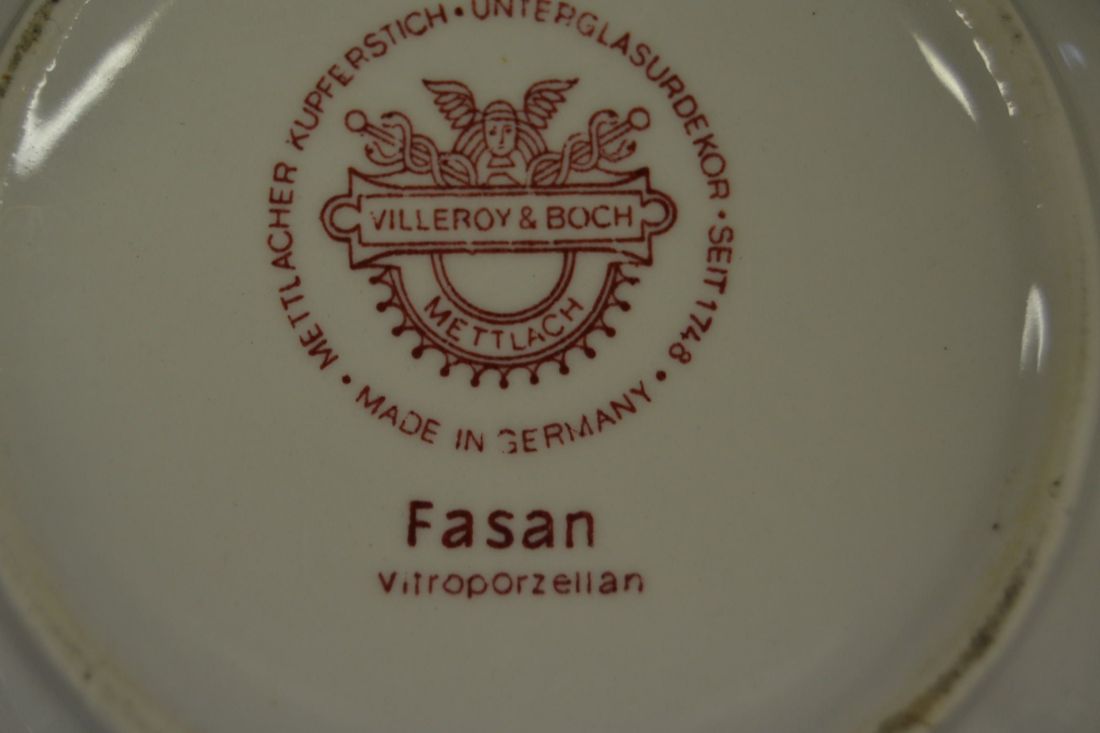 METTLACHER KUPFERSTICH • UNTERGLASURDEKOR • SEIT 1748 •
VILLEROY & BOCH
METTLACH
MADE IN GERMANY •
Fasan
Vitroporzellan